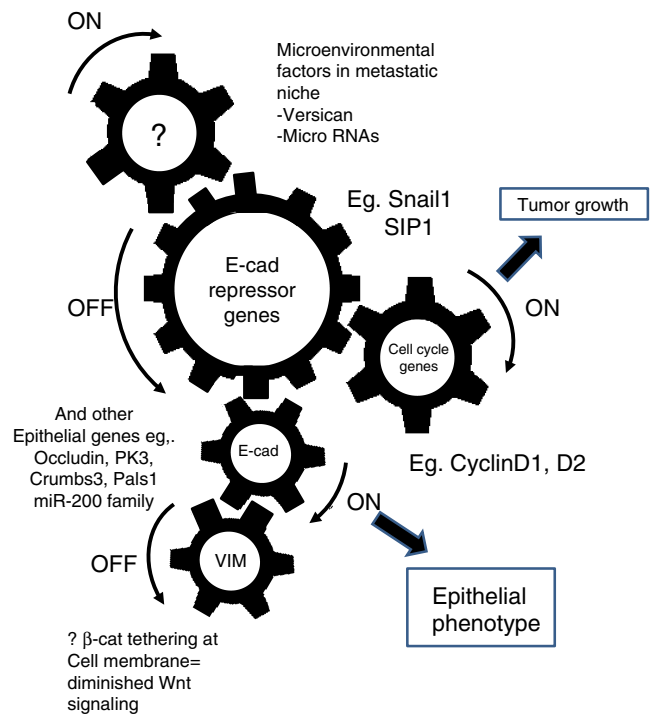 ON
Microenvironmental
factors in metastatic
niche
-Versican
-Micro RNAs
?
Eg. Snail1
SIP1
Tumor growth
E-cad
repressor
genes
OFF
ON
Cell cycle
genes
And other
Epithelial genes eg,.
Occludin, PK3,
Crumbs3, Pals1
miR-200 family
E-cad
Eg. CyclinD1, D2
ON
OFF
VIM
Epithelial
phenotype
? β-cat tethering at
Cell membrane=
diminished Wnt
signaling